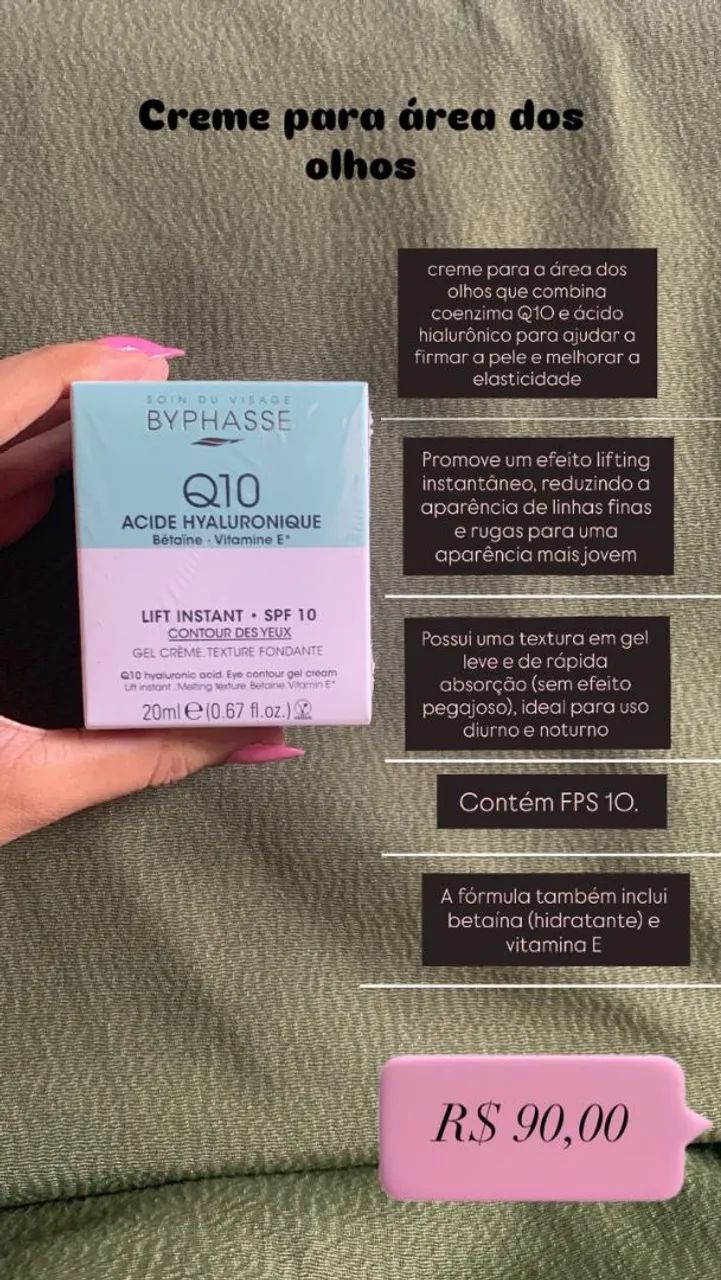 Creme para área dos
olhos
creme para a área dos
olhos que combina
coenzima Q10 e ácido
hialurônico para ajudar a
firmar a pele e melhorar a
elasticidade
SOIN DU VISAGE
BYPHASSE
Q10
ACIDE HYALURONIQUE
Bétaïne · Vitamine E*
LIFT INSTANT • SPF 10
CONTOUR DES YEUX
GEL CRÈME. TEXTURE FONDANTE
Q10 hyaluronic acid. Eye contour gel cream
Lift instant. Melting texture. Betaine. Vitamin E*
20ml e (0.67 fl.oz.)
Promove um efeito lifting
instantâneo, reduzindo a
aparência de linhas finas
e rugas para uma
aparência mais jovem
Possui uma textura em gel
leve e de rápida
absorção (sem efeito
pegajoso), ideal para uso
diurno e noturno
Contém FPS 10.
A fórmula também inclui
betaína (hidratante) e
vitamina E
R$ 90,00